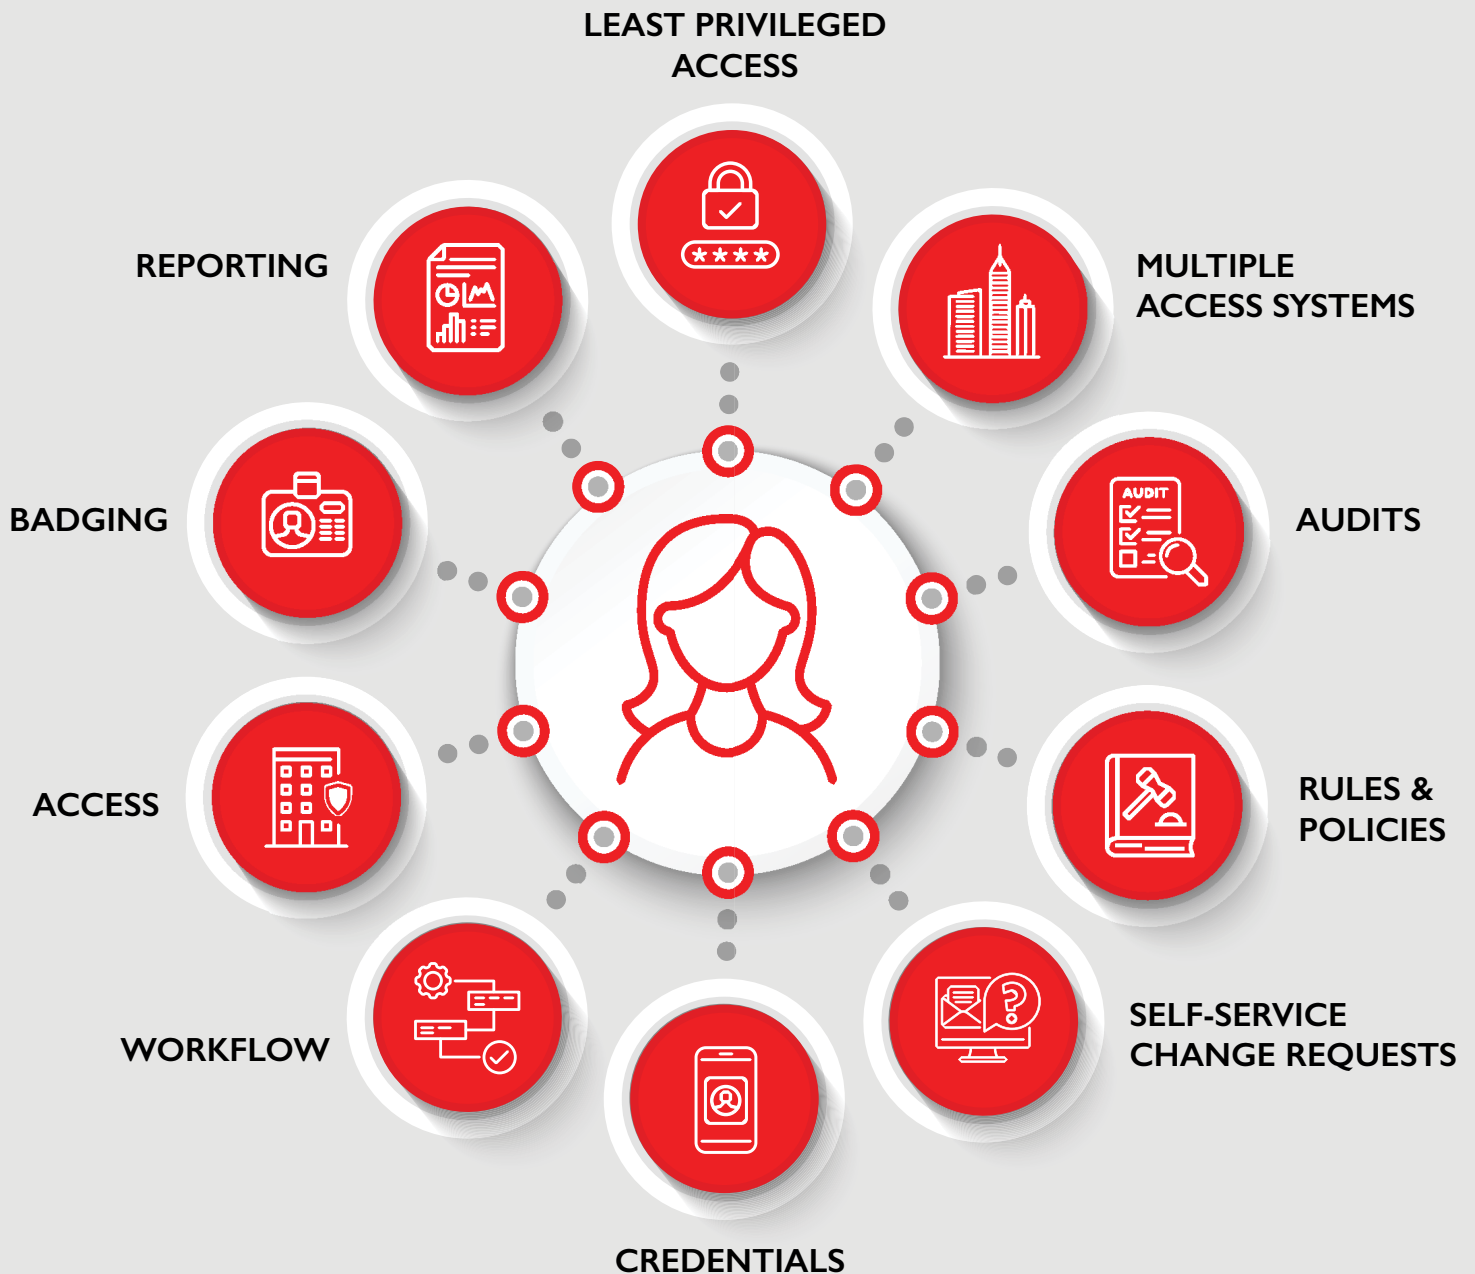 LEAST PRIVILEGED
ACCESS
****
REPORTING
MULTIPLE
ACCESS SYSTEMS
BADGING
AUDIT
AUDITS
ACCESS
RULES &
POLICIES
WORKFLOW
?
SELF-SERVICE
CHANGE REQUESTS
CREDENTIALS